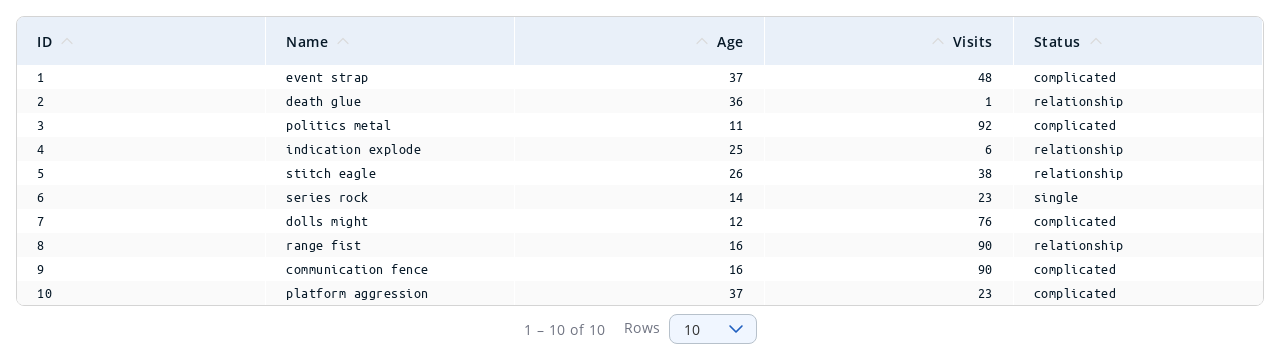 ID Name Age Visits Status
1 event strap 37 48 complicated
2 death glue 36 1 relationship
3 politics metal 11 92 complicated
4 indication explode 25 6 relationship
5 stitch eagle 26 38 relationship
6 series rock 14 23 single
7 dolls might 12 76 complicated
8 range fist 16 90 relationship
9 communication fence 16 90 complicated
10 platform aggression 37 23 complicated
1 – 10 of 10 Rows 10